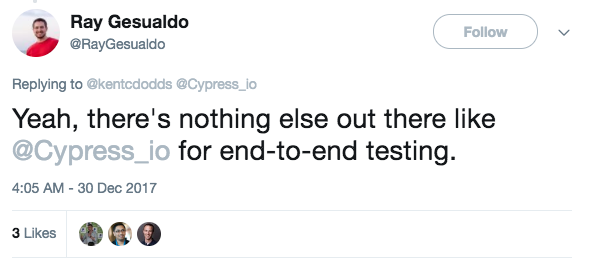 Ray Gesualdo
@RayGesualdo
Follow
Replying to @kentcdodds @Cypress_io
Yeah, there's nothing else out there like
@Cypress_io for end-to-end testing.
4:05 AM - 30 Dec 2017
3 Likes